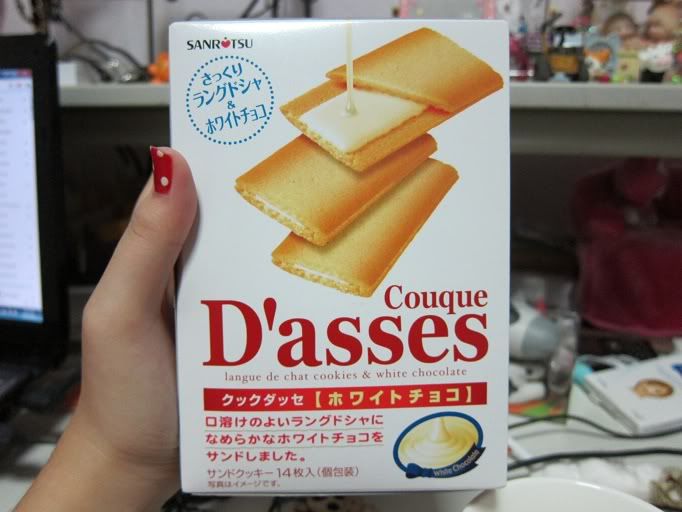 SANRITSU
さっくり
ラングドシャ
&
ホワイトチョコ
Couque
D'asses
langue de chat cookies & white chocolate
クックダッセ【ホワイトチョコ】
口溶けのよいラングドシャに
なめらかなホワイトチョコを
サンドしました。
サンドクッキー14枚入(個包装)
写真はイメージです。
White Chocolate